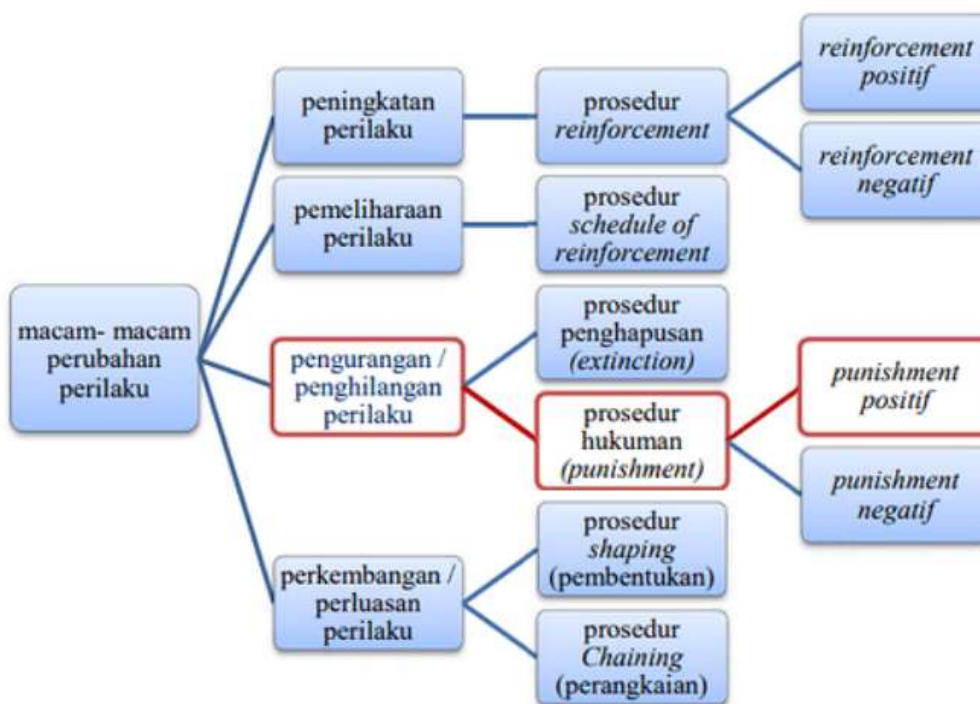 macam- macam
perubahan
perilaku
peningkatan
perilaku
prosedur
reinforcement
reinforcement
positif
reinforcement
negatif
pemeliharaan
perilaku
prosedur
schedule of
reinforcement
pengurangan /
penghilangan
perilaku
prosedur
penghapusan
(extinction)
prosedur
hukuman
(punishment)
punishment
positif
punishment
negatif
perkembangan /
perluasan
perilaku
prosedur
shaping
(pembentukan)
prosedur
Chaining
(perangkaian)